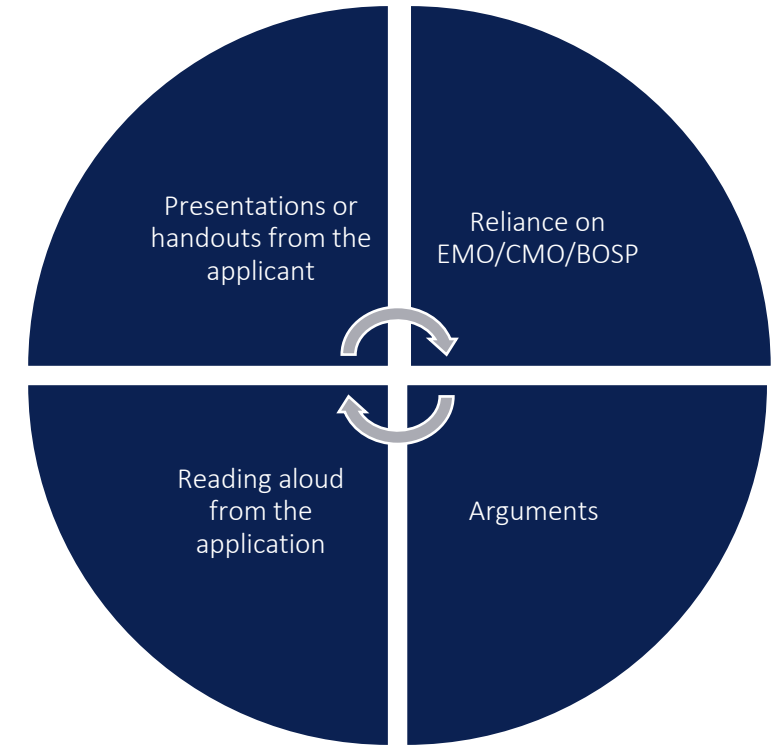 Presentations or
handouts from the
applicant
Reliance on
EMO/CMO/BOSP
Reading aloud
from the
application
Arguments